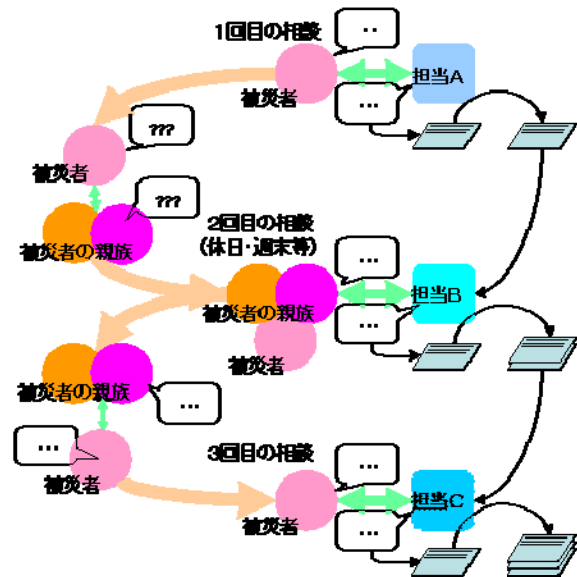 1回目の相談
‥
担当A
被災者
…
???
被災者
???
被災者の親族
2回目の相談
(休日・週末等)
…
担当B
被災者の親族
…
被災者
被災者の親族
…
…
被災者
3回目の相談
…
担当C
被災者
…